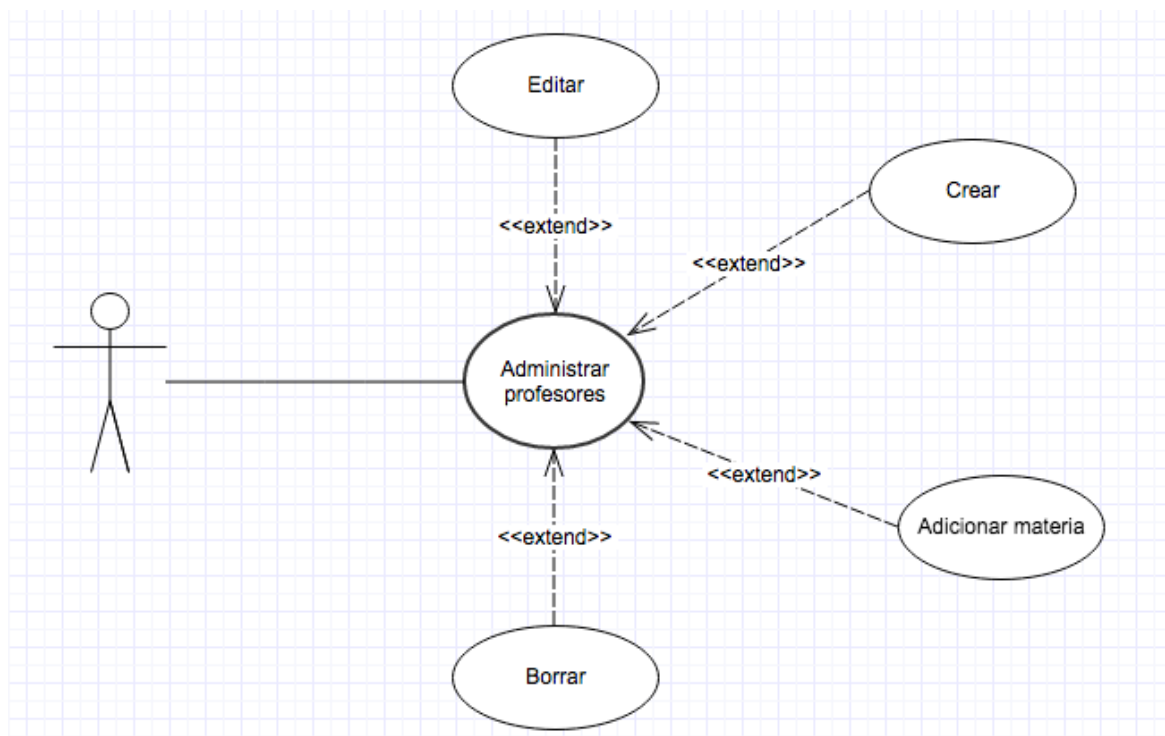 Editar
Crear
<<extend>>
<<extend>>
Administrar
profesores
<<extend>>
Adicionar materia
<<extend>>
Borrar